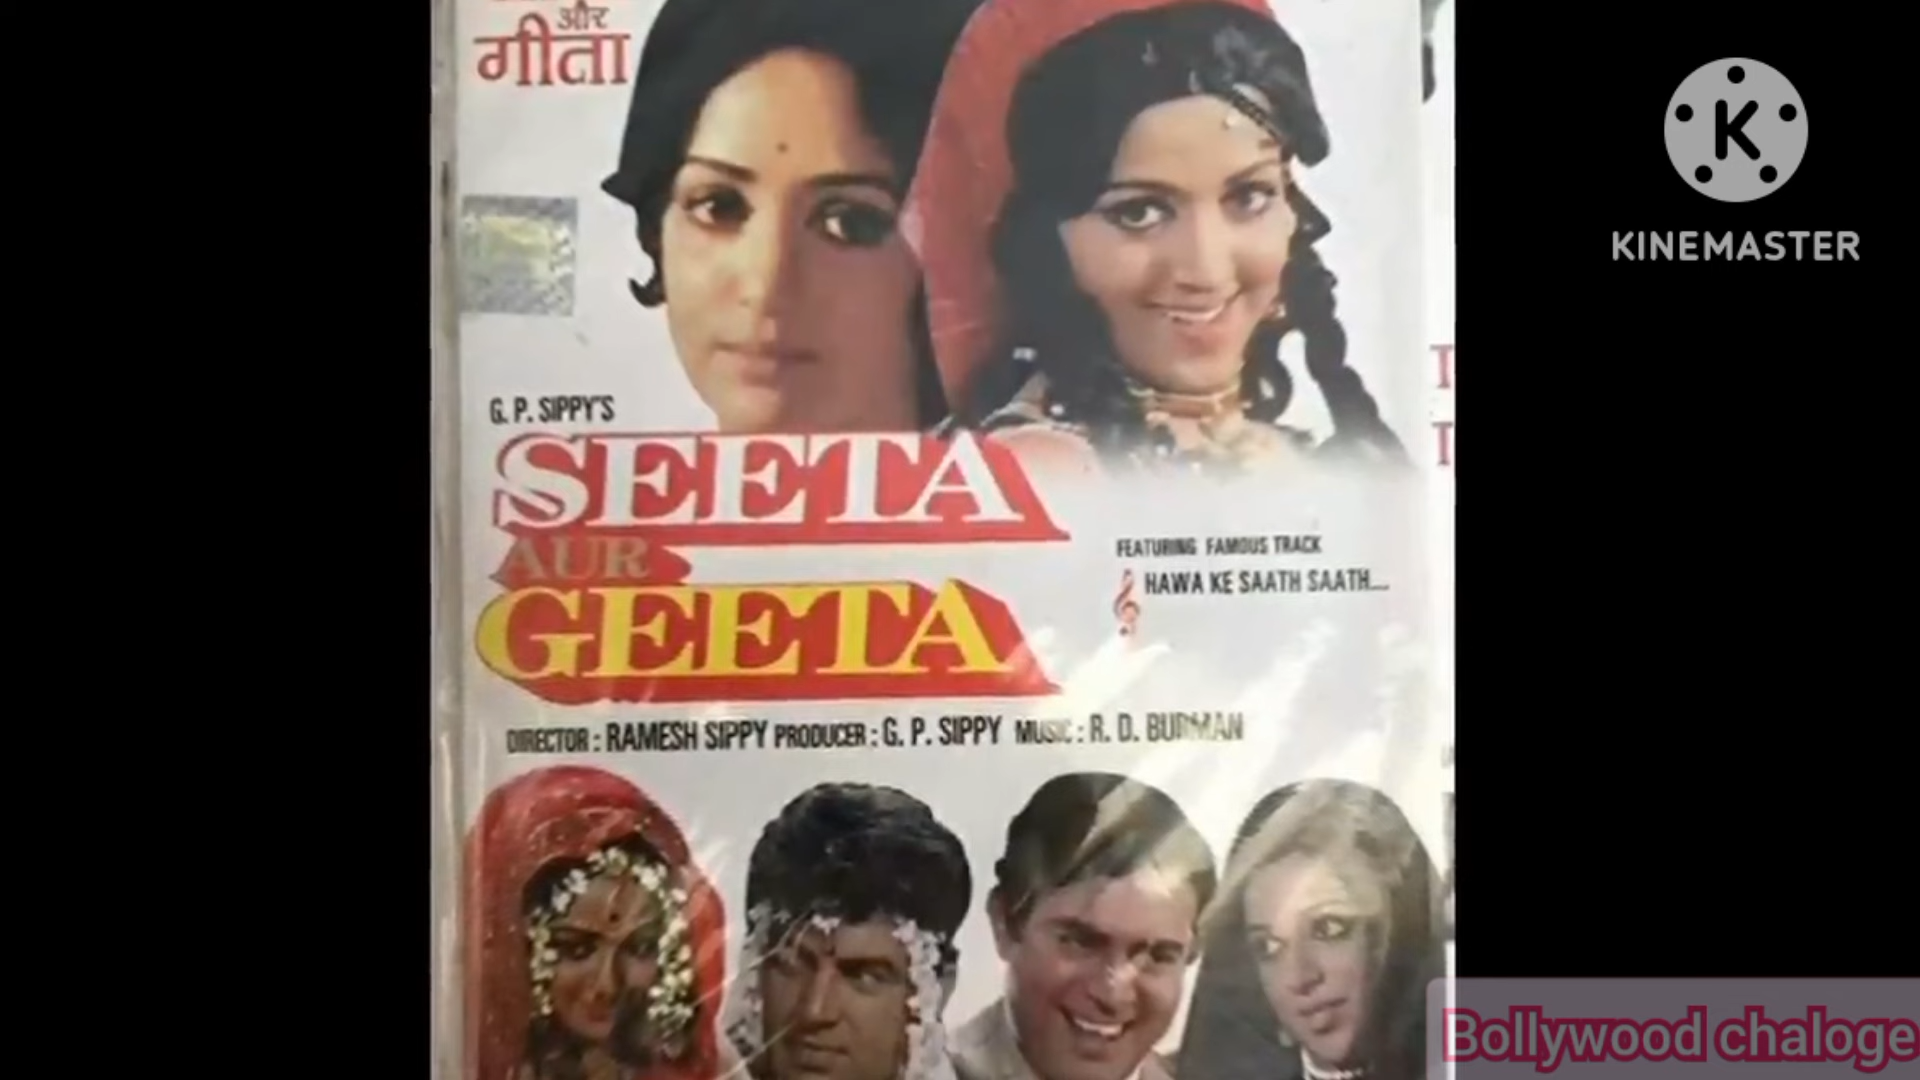 और
गीता
KINEMASTER
G. P. SIPPY'S
SEETA
AUR
GEETA
FEATURING FAMOUS TRACK
HAWA KE SAATH SAATH...
DIRECTOR : RAMESH SIPPY PRODUCER : G. P. SIPPY MUSIC : R. D. BURMAN
Bollywood chaloge